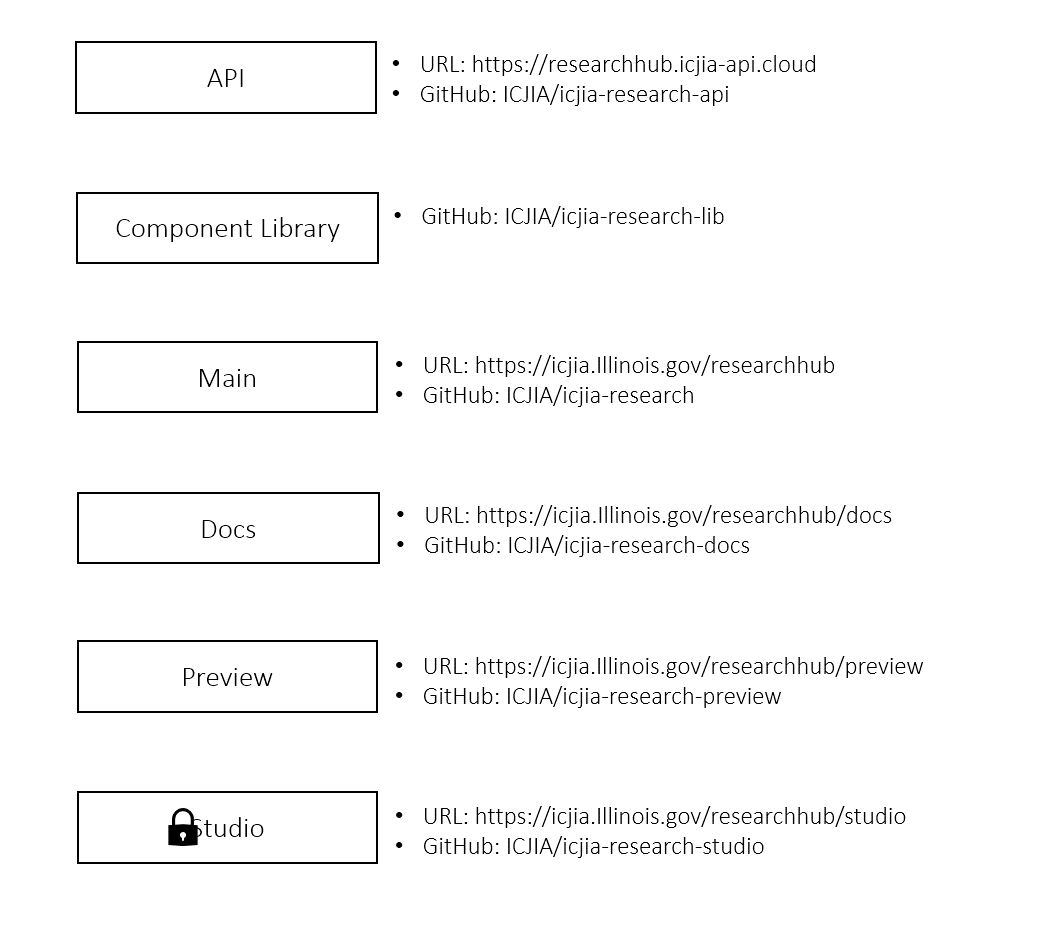 API
• URL: https://researchhub.icjia-api.cloud
• GitHub: ICJIA/icjia-research-api
Component Library
• GitHub: ICJIA/icjia-research-lib
Main
• URL: https://icjia.Illinois.gov/researchhub
• GitHub: ICJIA/icjia-research
Docs
• URL: https://icjia.Illinois.gov/researchhub/docs
• GitHub: ICJIA/icjia-research-docs
Preview
• URL: https://icjia.Illinois.gov/researchhub/preview
• GitHub: ICJIA/icjia-research-preview
Studio
• URL: https://icjia.Illinois.gov/researchhub/studio
• GitHub: ICJIA/icjia-research-studio